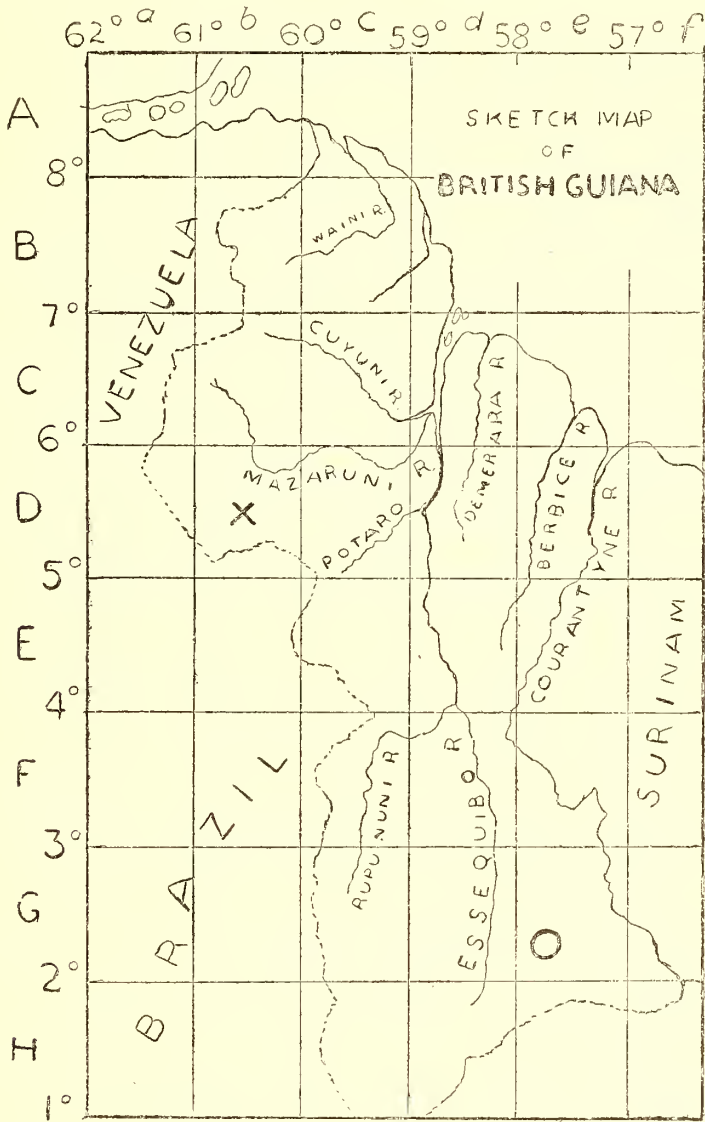 62° a 61° b 60° c 59° d 58° e 57° f
A
SKETCH MAP
OF
BRITISH GUIANA
8°
WAINI R.
B
VENEZUELA
7°
CUYUNI R.
C
DEMERARA R
6°
MAZARUNI R.
BERBICE R
D
X
POTARO
COURANTYNE R
5°
E
SURINAM
4°
F
RUPUNUNI R
ESSEQUIBO R
BRAZIL
3°
G
O
2°
H
1°